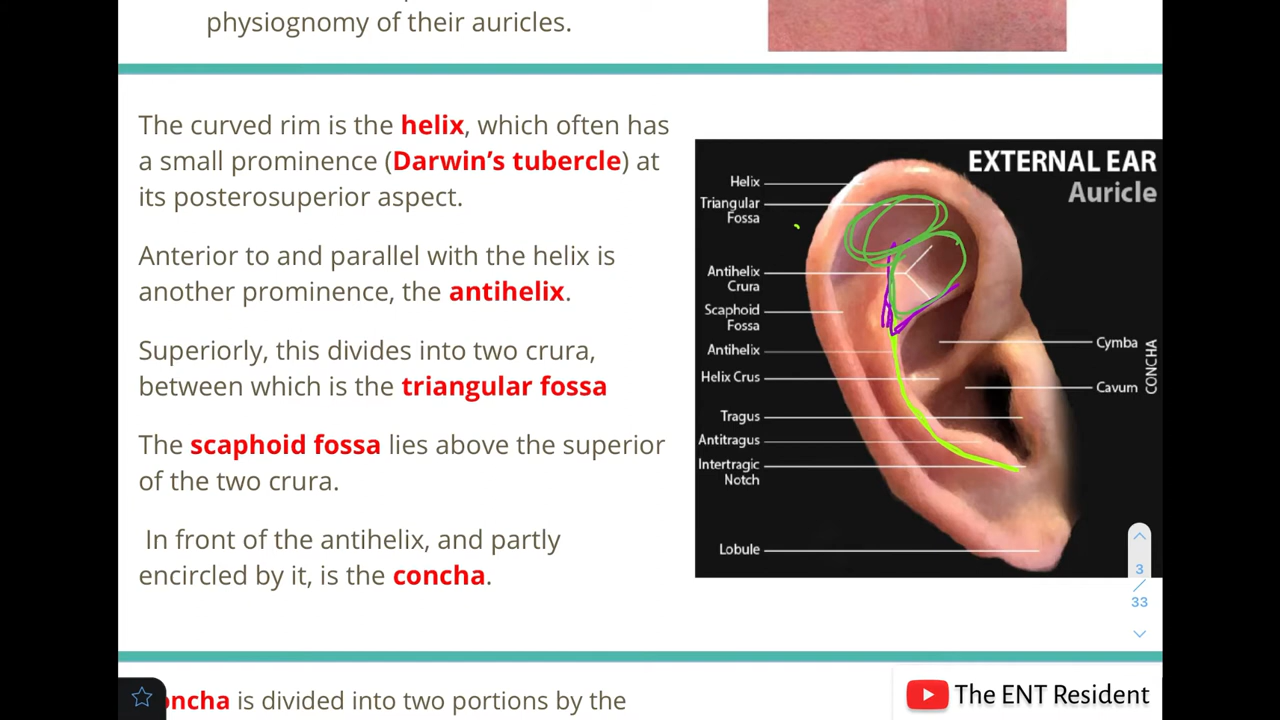 physiognomy of their auricles.
The curved rim is the helix, which often has
a small prominence (Darwin’s tubercle) at
its posterosuperior aspect.
Anterior to and parallel with the helix is
another prominence, the antihelix.
Superiorly, this divides into two crura,
between which is the triangular fossa
The scaphoid fossa lies above the superior
of the two crura.
In front of the antihelix, and partly
encircled by it, is the concha.
EXTERNAL EAR
Auricle
Helix
Triangular
Fossa
Antihelix
Crura
Scaphoid
Fossa
Antihelix
Helix Crus
Tragus
Antitragus
Intertragic
Notch
Lobule
Cymba
Cavum
CONCHA
3
/
33
oncha is divided into two portions by the
The ENT Resident